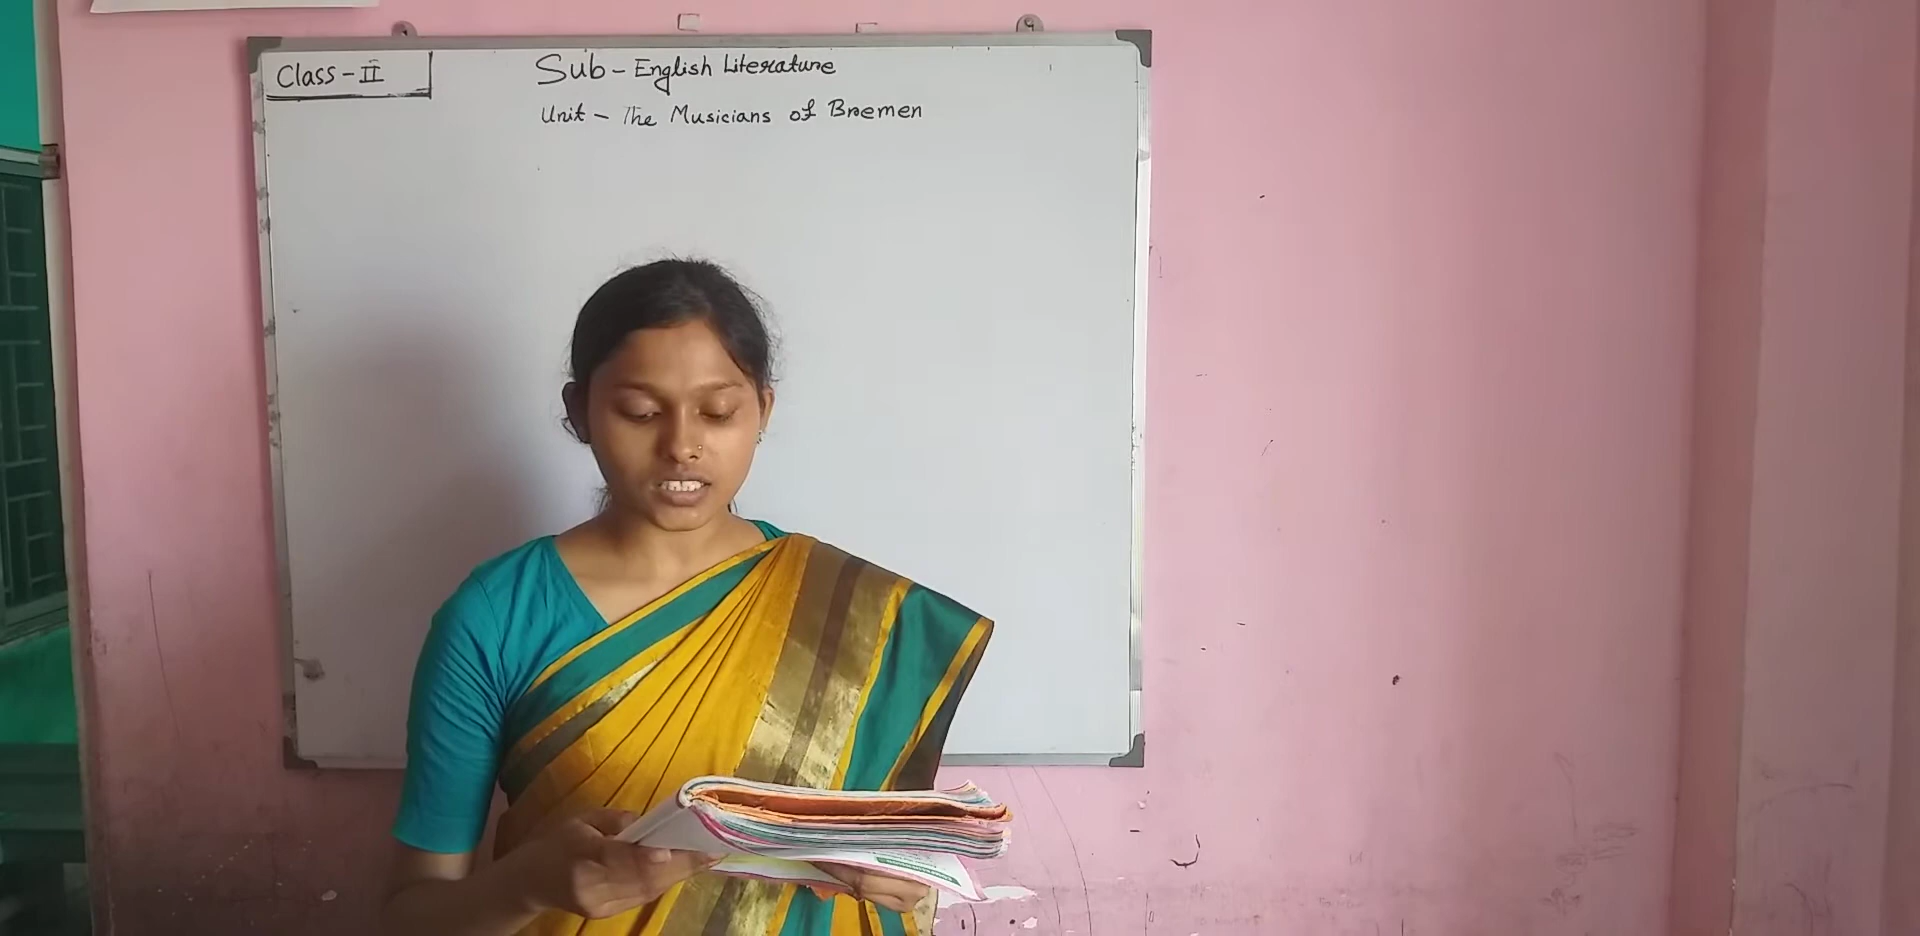 Class - II
Sub - English Literature
Unit - The Musicians of Bremen